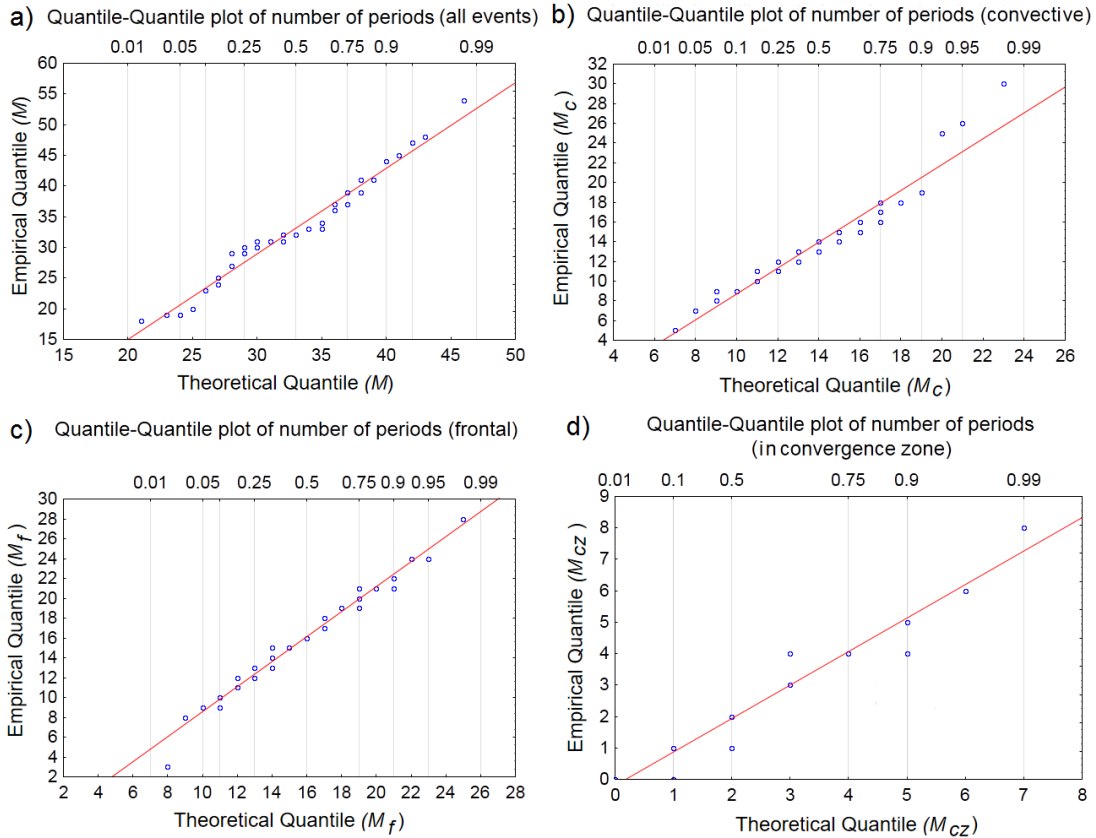 a) Quantile-Quantile plot of number of periods (all events)
0.01 0.05 0.25 0.5 0.75 0.9 0.99
60
55
50
45
40
35
30
25
20
15
Empirical Quantile (M)
15 20 25 30 35 40 45 50
Theoretical Quantile (M)
b) Quantile-Quantile plot of number of periods (convective)
0.01 0.05 0.1 0.25 0.5 0.75 0.9 0.95 0.99
32
30
28
26
24
22
20
18
16
14
12
10
8
6
4
Empirical Quantile (Mc)
4 6 8 10 12 14 16 18 20 22 24 26
Theoretical Quantile (Mc)
c) Quantile-Quantile plot of number of periods (frontal)
0.01 0.05 0.25 0.5 0.75 0.9 0.95 0.99
30
28
26
24
22
20
18
16
14
12
10
8
6
4
2
Empirical Quantile (Mf)
2 4 6 8 10 12 14 16 18 20 22 24 26 28
Theoretical Quantile (Mf)
d) Quantile-Quantile plot of number of periods
(in convergence zone)
0.01 0.1 0.5 0.75 0.9 0.99
9
8
7
6
5
4
3
2
1
0
Empirical Quantile (Mcz)
0 1 2 3 4 5 6 7 8
Theoretical Quantile (Mcz)